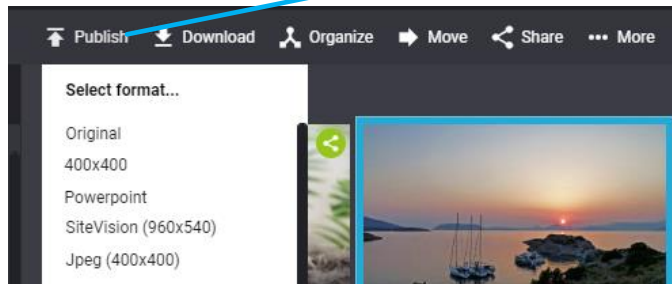 Publish Download Organize Move Share More
Select format...
Original
400x400
Powerpoint
SiteVision (960x540)
Jpeg (400x400)